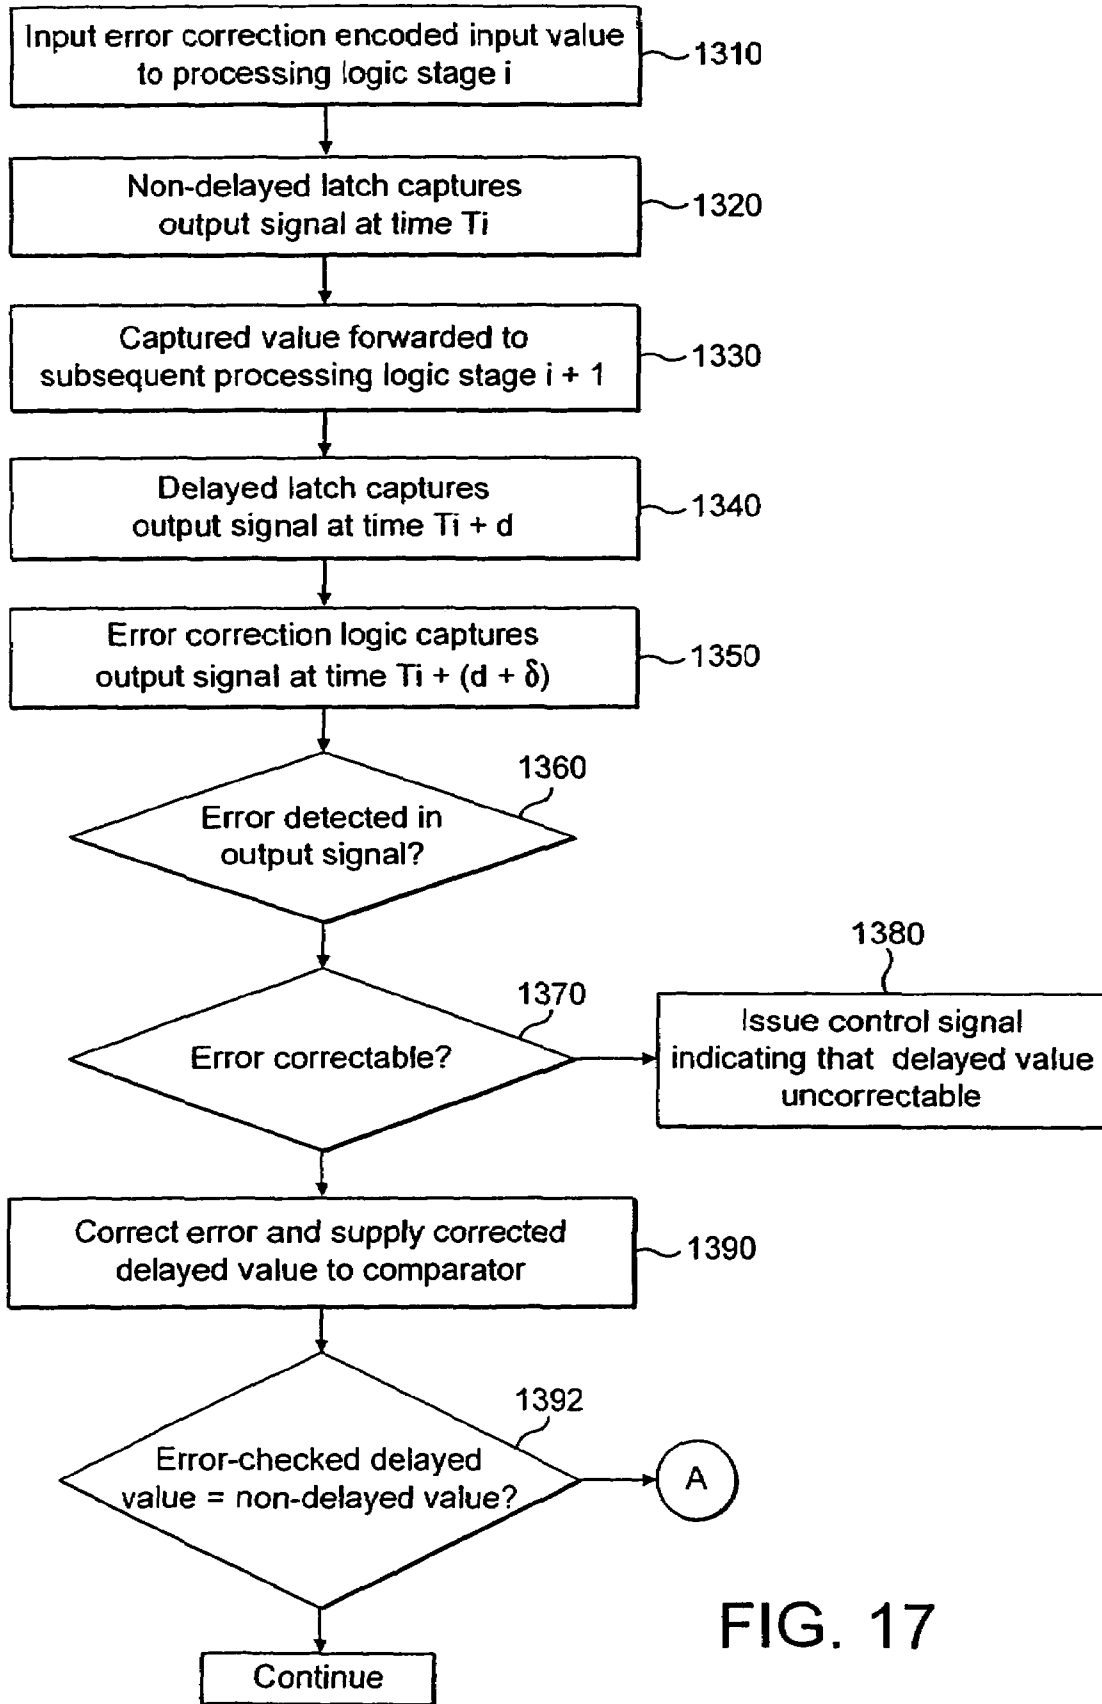 Input error correction encoded input value
to processing logic stage i
1310
Non-delayed latch captures
output signal at time Ti
1320
Captured value forwarded to
subsequent processing logic stage i + 1
1330
Delayed latch captures
output signal at time Ti + d
1340
Error correction logic captures
output signal at time Ti + (d + δ)
1350
1360
Error detected in
output signal?
1370
Error correctable?
1380
Issue control signal
indicating that delayed value
uncorrectable
Correct error and supply corrected
delayed value to comparator
1390
1392
Error-checked delayed
value = non-delayed value?
A
Continue
FIG. 17